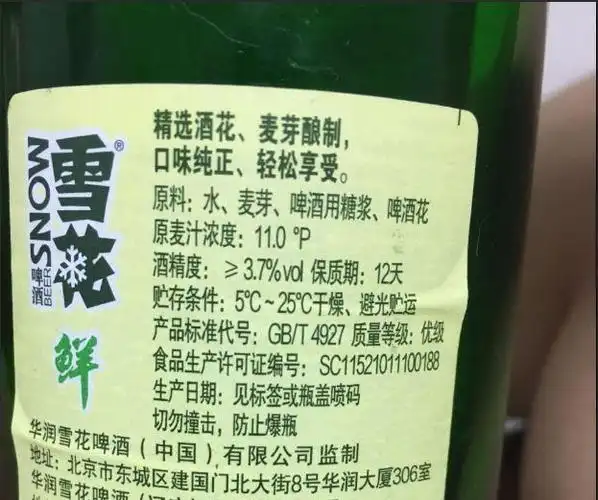 雪花®
SNOW
啤酒
BEER
鲜
精选酒花、麦芽酿制，
口味纯正、轻松享受。
原料：水、麦芽、啤酒用糖浆、啤酒花
原麦汁浓度：11.0 °P
酒精度：≥3.7%vol 保质期：12天
贮存条件：5℃~25℃干燥、避光贮运
产品标准代号：GB/T 4927 质量等级：优级
食品生产许可证编号：SC11521011100188
生产日期：见标签或瓶盖喷码
切勿撞击，防止爆瓶
华润雪花啤酒（中国）有限公司监制
地址：北京市东城区建国门北大街8号华润大厦306室
华润雪花啤酒